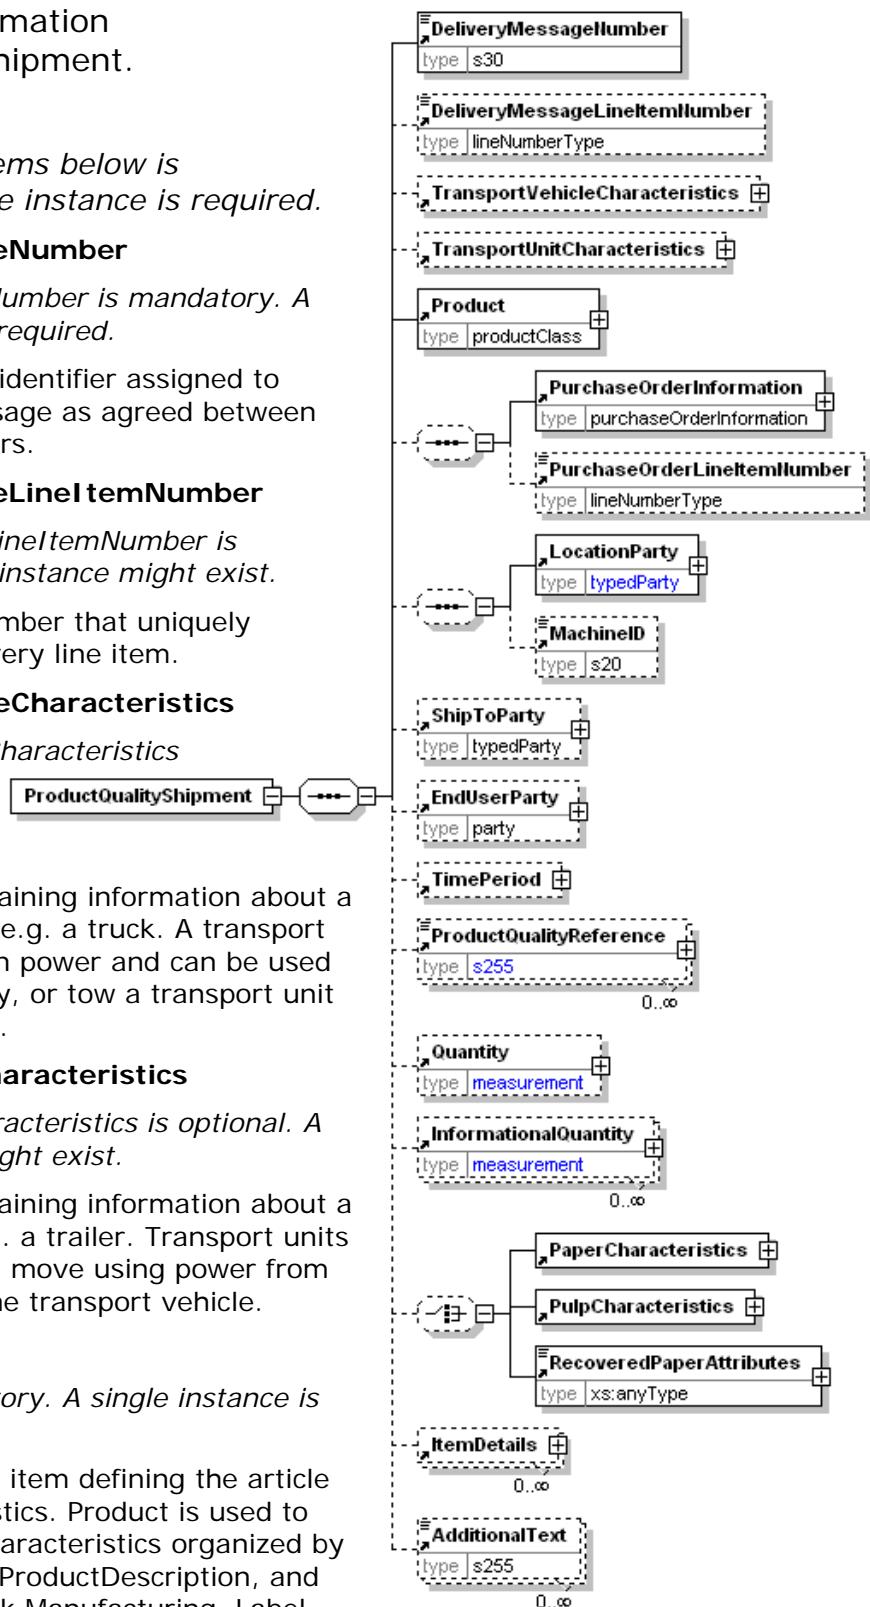 rmation
hipment.
ems below is
e instance is required.
eNumber
Number is mandatory. A
required.
identifier assigned to
sage as agreed between
rs.
eLineItemNumber
LineItemNumber is
instance might exist.
mber that uniquely
very line item.
eCharacteristics
Characteristics
aining information about a
e.g. a truck. A transport
n power and can be used
y, or tow a transport unit
.
haracteristics
racteristics is optional. A
ght exist.
aining information about a
. a trailer. Transport units
move using power from
he transport vehicle.
tory. A single instance is
item defining the article
stics. Product is used to
haracteristics organized by
ProductDescription, and
k Manufacturing, Label
ProductQualityShipment
DeliveryMessageNumber
type s30
DeliveryMessageLineItemNumber
type lineNumberType
TransportVehicleCharacteristics
TransportUnitCharacteristics
Product
type productClass
PurchaseOrderInformation
type purchaseOrderInformation
PurchaseOrderLineItemNumber
type lineNumberType
LocationParty
type typedParty
MachineID
type s20
ShipToParty
type typedParty
EndUserParty
type party
TimePeriod
ProductQualityReference
type s255
0..∞
Quantity
type measurement
InformationalQuantity
type measurement
0..∞
PaperCharacteristics
PulpCharacteristics
RecoveredPaperAttributes
type xs:anyType
ItemDetails
0..∞
AdditionalText
type s255
0..∞